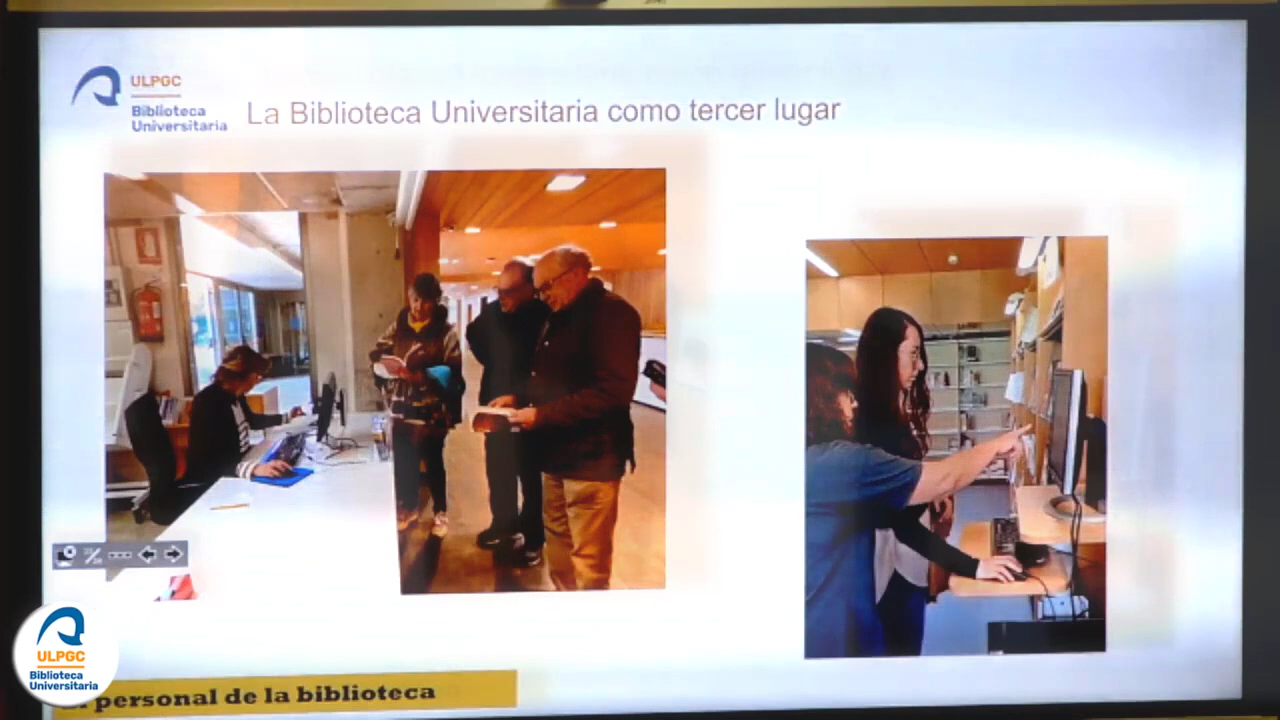 ULPGC
Biblioteca
Universitaria
La Biblioteca Universitaria como tercer lugar
ULPGC
Biblioteca
Universitaria
personal de la biblioteca